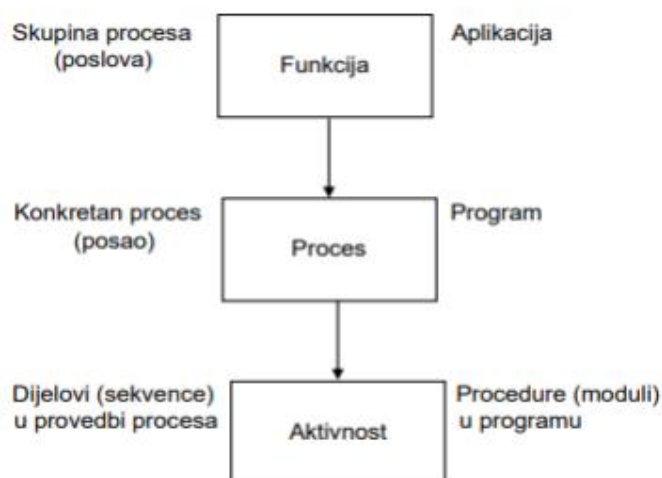 Skupina procesa
(poslova)
Funkcija
Aplikacija
Konkretan proces
(posao)
Proces
Program
Dijelovi (sekvence)
u provedbi procesa
Aktivnost
Procedure (moduli)
u programu